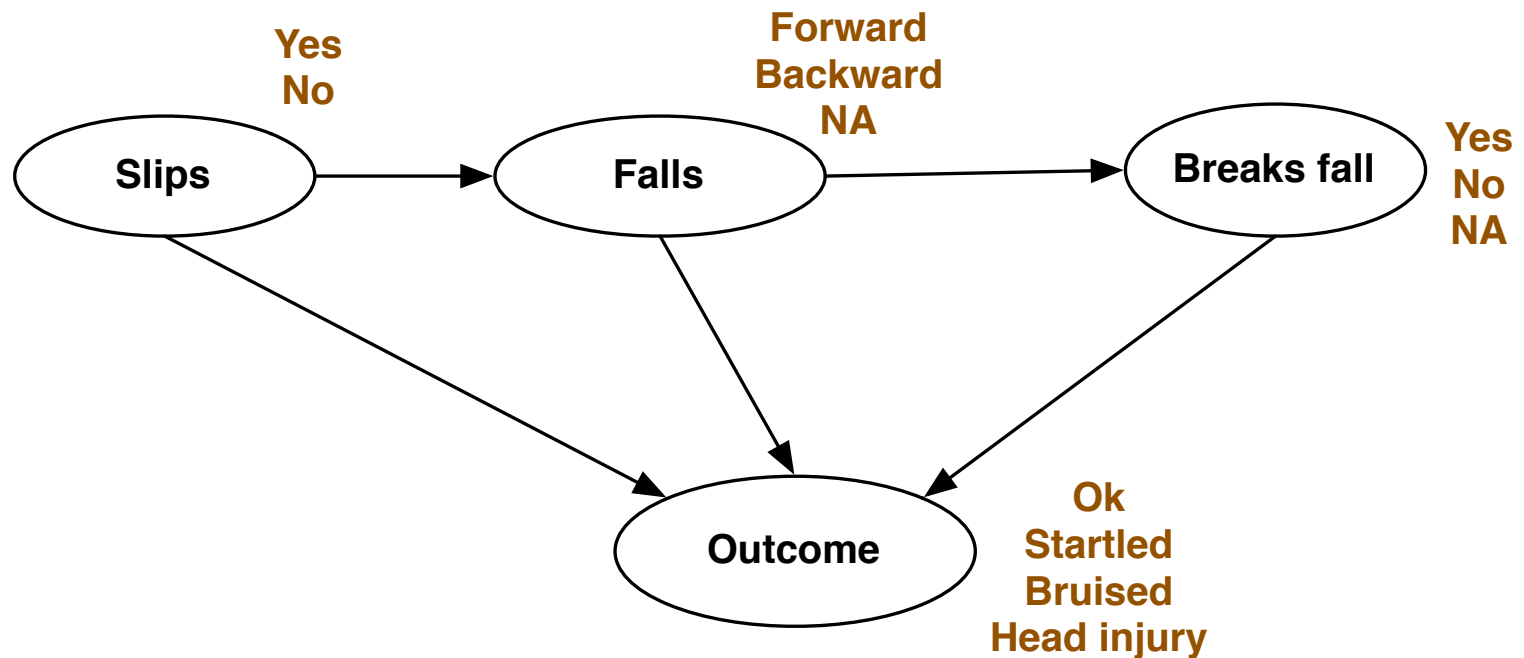 Yes
No
Slips
Forward
Backward
NA
Falls
Breaks fall
Yes
No
NA
Outcome
Ok
Startled
Bruised
Head injury